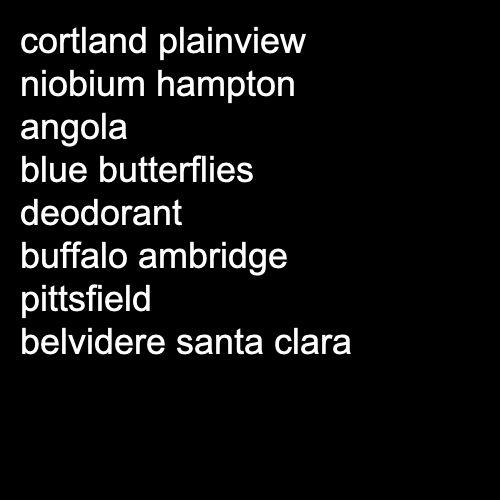 cortland plainview
niobium hampton
angola
blue butterflies
deodorant
buffalo ambridge
pittsfield
belvidere santa clara